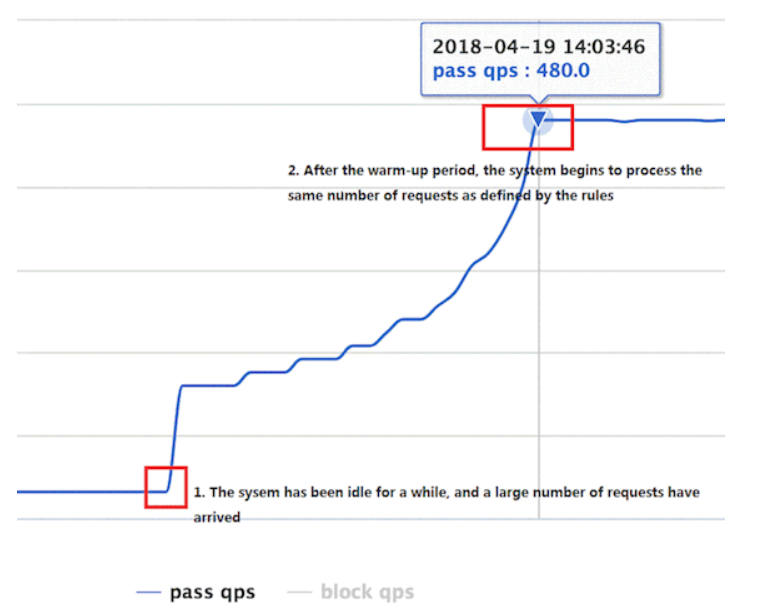 2018-04-19 14:03:46
pass qps : 480.0
2. After the warm-up period, the system begins to process the
same number of requests as defined by the rules
1. The sysem has been idle for a while, and a large number of requests have
arrived
pass qps
block qps